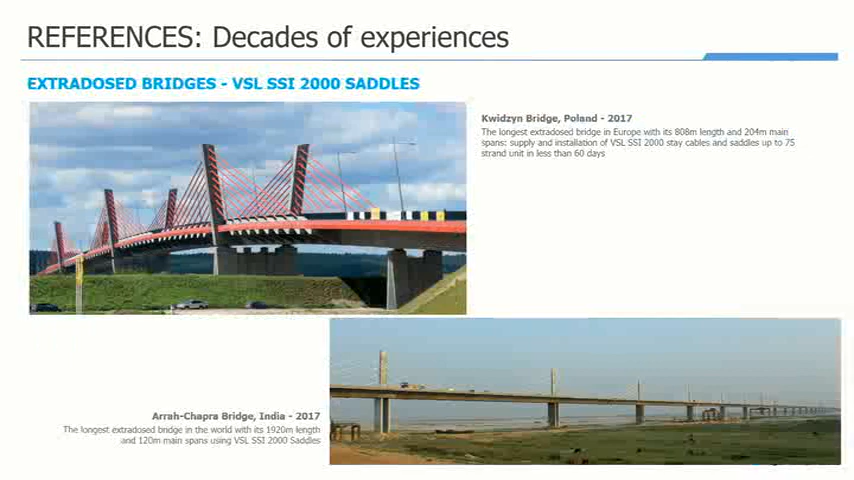 REFERENCES: Decades of experiences
EXTRADOSED BRIDGES - VSL SSI 2000 SADDLES
Kwidzyn Bridge, Poland - 2017
The longest extradosed bridge in Europe with its 808m length and 204m main
spans: supply and installation of VSL SSI 2000 stay cables and saddles up to 75
strand unit in less than 60 days
Arrah-Chapra Bridge, India - 2017
The longest extradosed bridge in the world with its 1920m length
and 120m main spans using VSL SSI 2000 Saddles